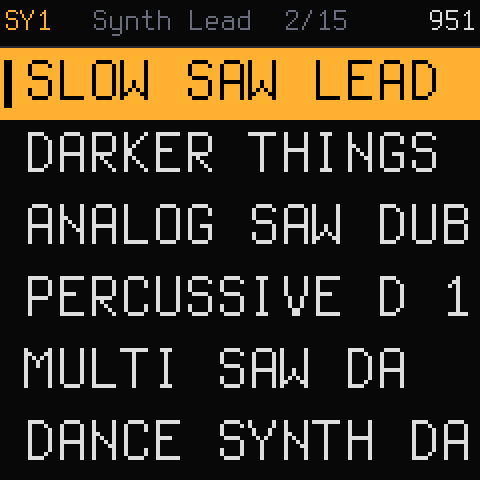 SY1 Synth Lead 2/15 951
SLOW SAW LEAD
DARKER THINGS
ANALOG SAW DUB
PERCUSSIVE D 1
MULTI SAW DA
DANCE SYNTH DA